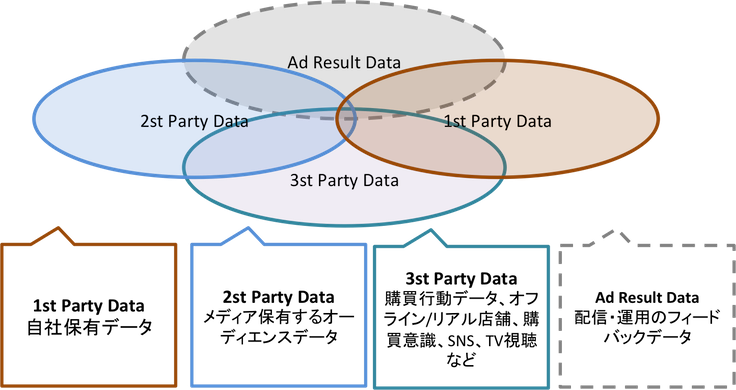 Ad Result Data
2st Party Data
1st Party Data
3st Party Data
1st Party Data
自社保有データ
2st Party Data
メディア保有するオー
ディエンスデータ
3st Party Data
購買行動データ、オフ
ライン/リアル店舗、購
買意識、SNS、TV視聴
など
Ad Result Data
配信・運用のフィード
バックデータ